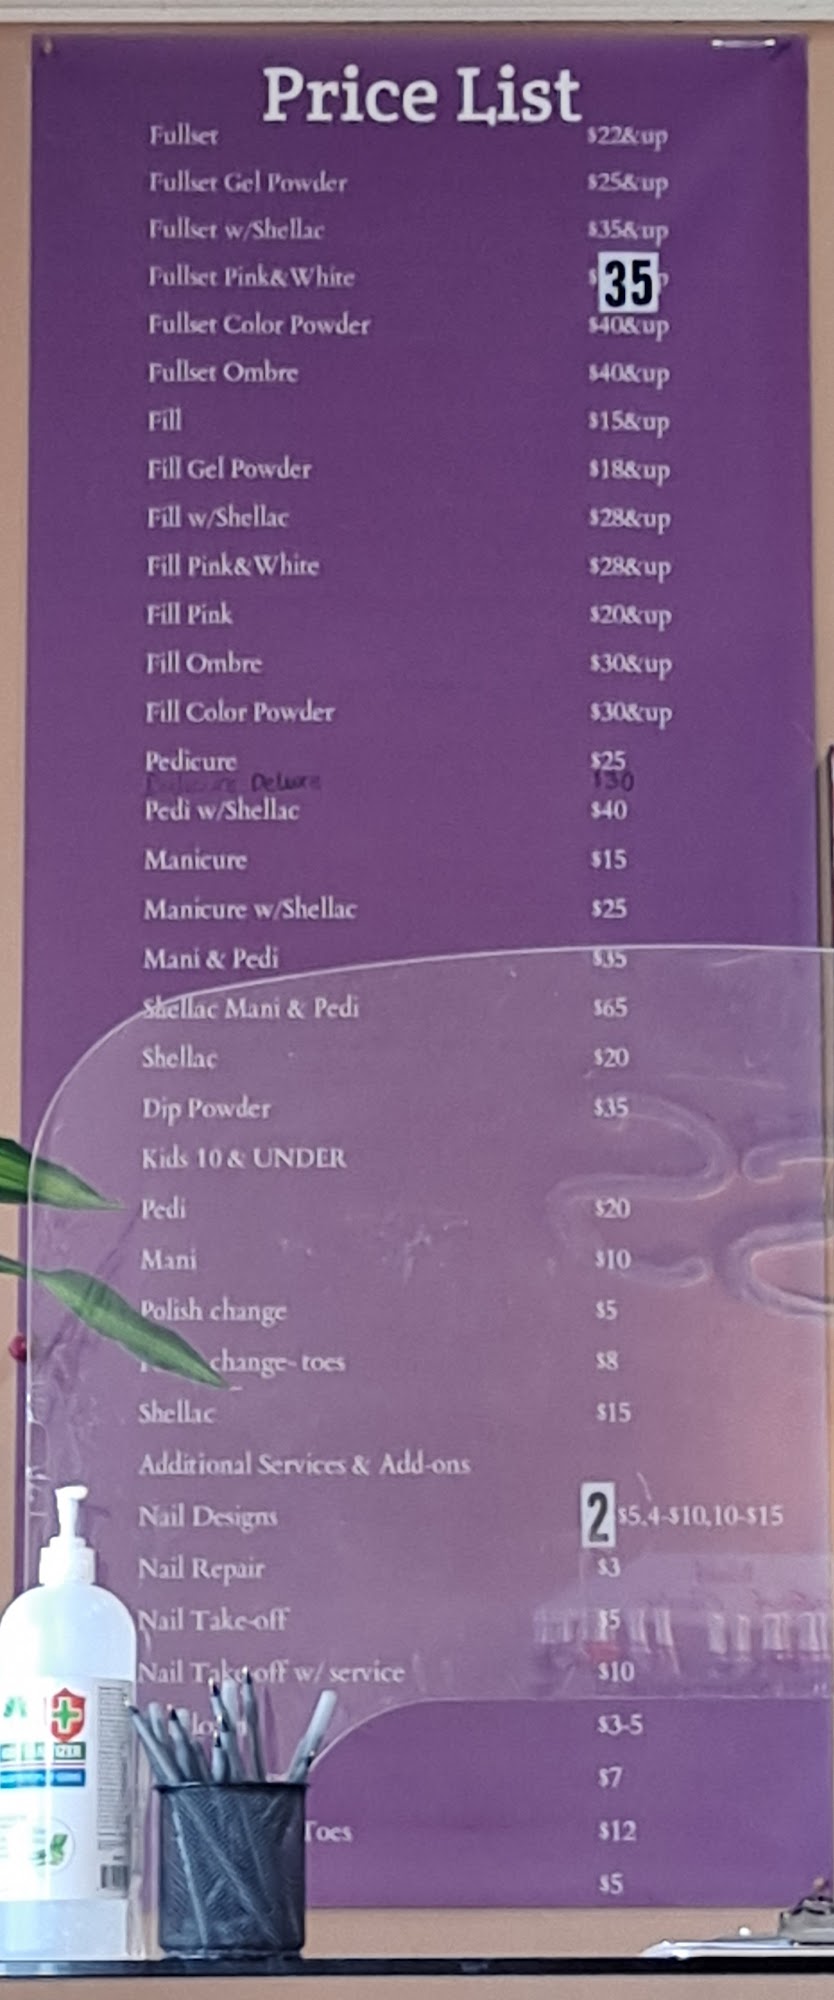 Price List
Fullset $22&up
Fullset Gel Powder $25&up
Fullset w/Shellac $35&up
Fullset Pink&White $35
Fullset Color Powder $40&up
Fullset Ombre $40&up
Fill $15&up
Fill Gel Powder $18&up
Fill w/Shellac $28&up
Fill Pink&White $28&up
Fill Pink $20&up
Fill Ombre $30&up
Fill Color Powder $30&up
Pedicure $25
Deluxe $30
Pedi w/Shellac $40
Manicure $15
Manicure w/Shellac $25
Mani & Pedi $35
Shellac Mani & Pedi $65
Shellac $20
Dip Powder $35
Kids 10 & UNDER
Pedi $20
Mani $10
Polish change $5
change- toes $8
Shellac $15
Additional Services & Add-ons
Nail Designs 2 $5,4-$10,10-$15
Nail Repair $3
Nail Take-off $5
Nail Take-off w/ service $10
$3-5
$7
Toes $12
$5